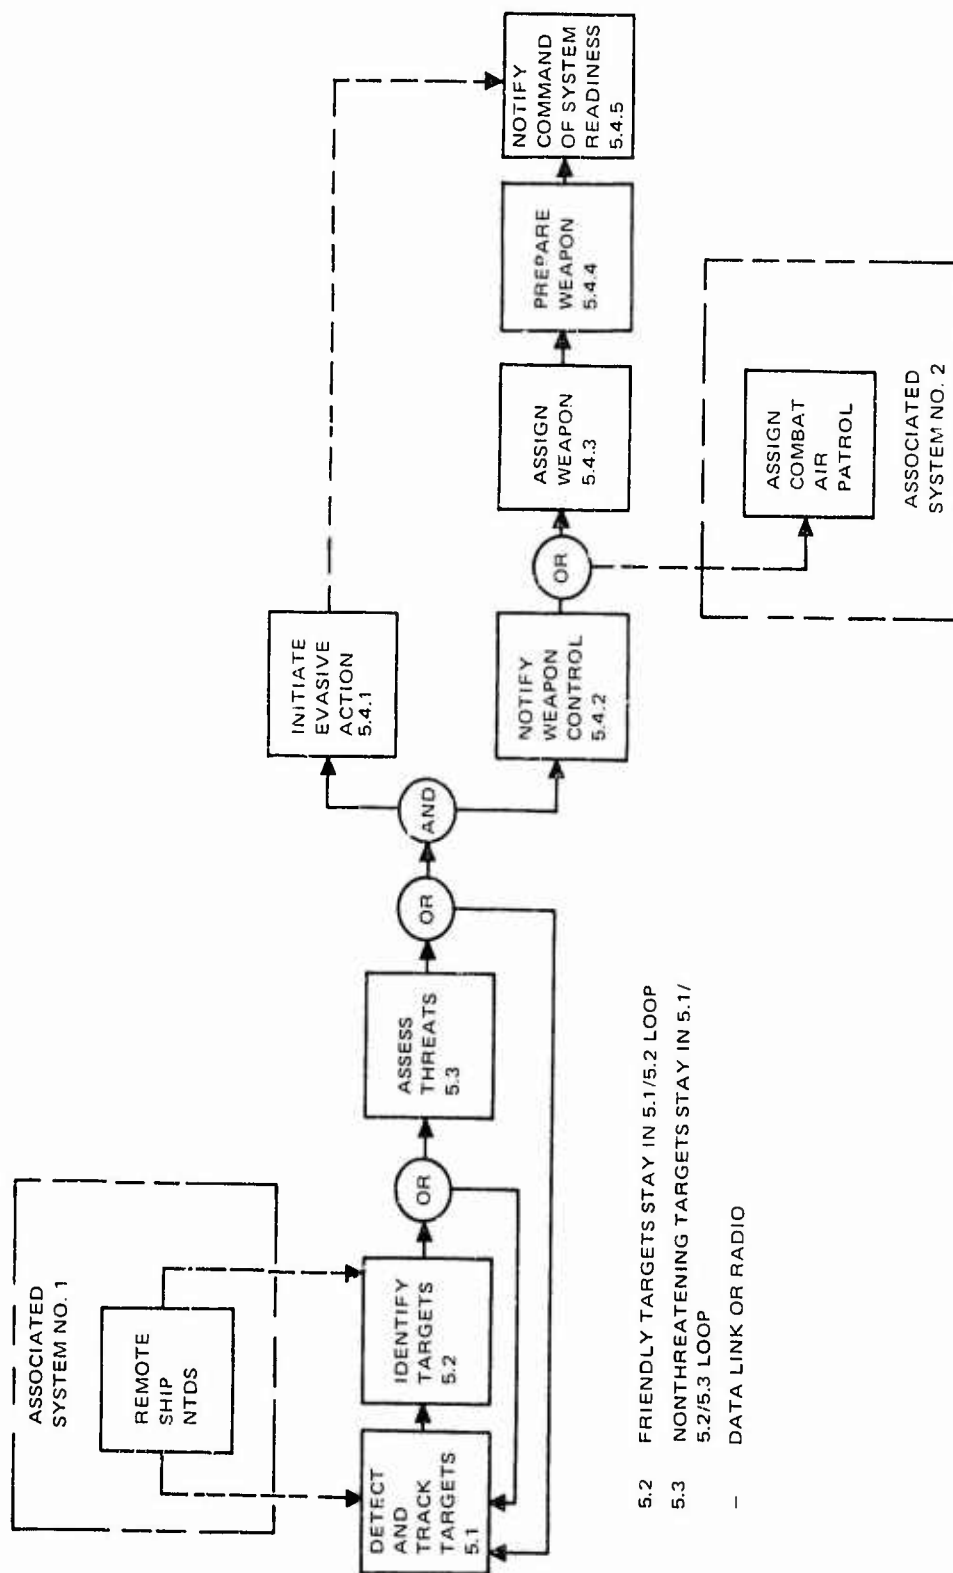 ASSOCIATED
SYSTEM NO. 1
REMOTE
SHIP
NTDS
DETECT
AND
TRACK
TARGETS
5.1
IDENTIFY
TARGETS
5.2
OR
ASSESS
THREATS
5.3
OR
AND
INITIATE
EVASIVE
ACTION
5.4.1
NOTIFY
WEAPON
CONTROL
5.4.2
OR
ASSIGN
WEAPON
5.4.3
PREPARE
WEAPON
5.4.4
NOTIFY
COMMAND
OF SYSTEM
READINESS
5.4.5
ASSIGN
COMBAT
AIR
PATROL
ASSOCIATED
SYSTEM NO. 2
5.2 FRIENDLY TARGETS STAY IN 5.1/5.2 LOOP
5.3 NONTHREATENING TARGETS STAY IN 5.1/
5.2/5.3 LOOP
— DATA LINK OR RADIO